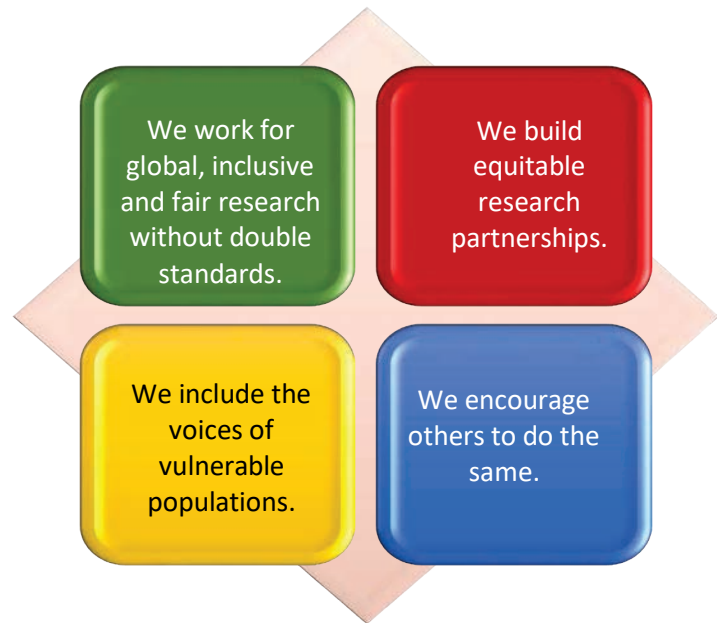 We work for
global, inclusive
and fair research
without double
standards.
We build
equitable
research
partnerships.
We include the
voices of
vulnerable
populations.
We encourage
others to do the
same.